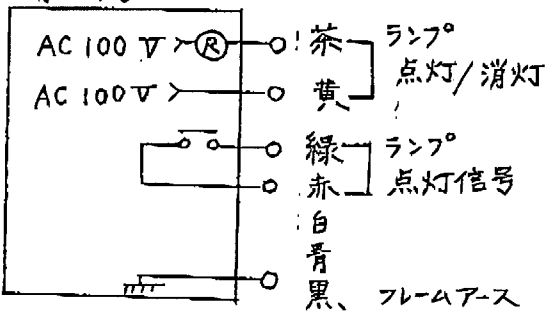 AC 100 V R 茶 ランプ
点灯/消灯
AC 100 V 黄
緑 ランプ
赤 点灯信号
白
青
黒、フレームアース